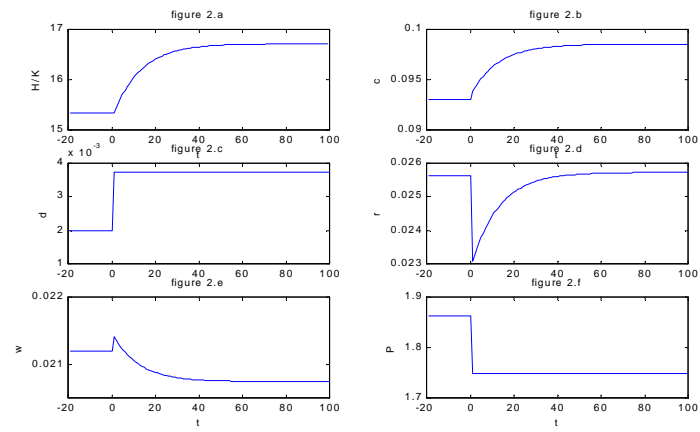 figure 2.a
17
16
15
H/K
-20 0 20 40 60 80 100
t
figure 2.b
0.1
0.095
0.09
c
-20 0 20 40 60 80 100
t
figure 2.c
x 10^-3
4
3
2
1
d
-20 0 20 40 60 80 100
figure 2.d
0.026
0.025
0.024
0.023
r
-20 0 20 40 60 80 100
figure 2.e
0.022
0.021
w
-20 0 20 40 60 80 100
t
figure 2.f
1.9
1.8
1.7
P
-20 0 20 40 60 80 100
t